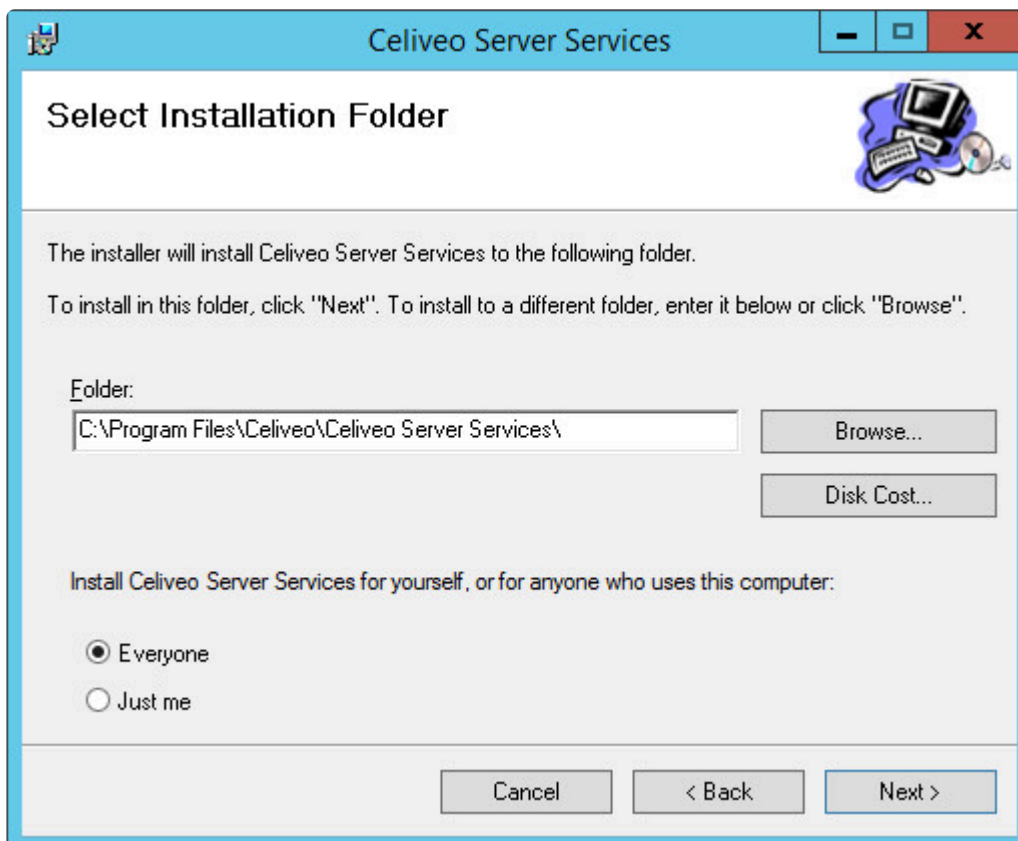 Celiveo Server Services
Select Installation Folder
The installer will install Celiveo Server Services to the following folder.
To install in this folder, click "Next". To install to a different folder, enter it below or click "Browse".
Folder:
C:\Program Files\Celiveo\Celiveo Server Services\
Browse...
Disk Cost...
Install Celiveo Server Services for yourself, or for anyone who uses this computer:
Everyone
Just me
Cancel
< Back
Next >